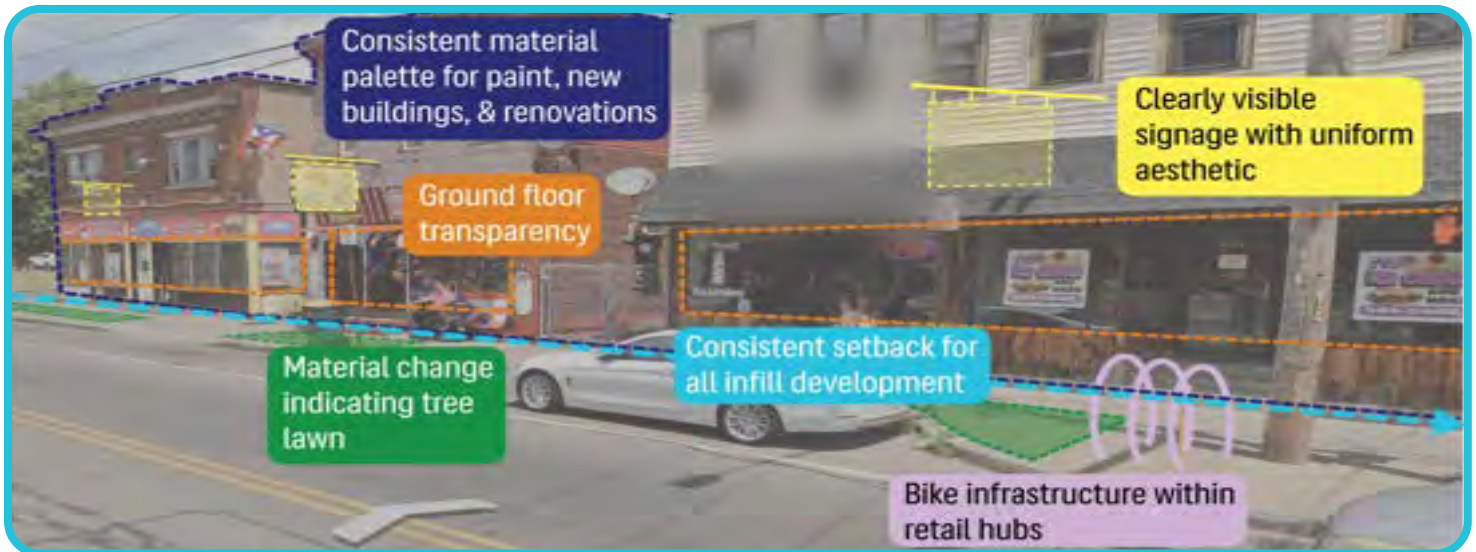 Consistent material
palette for paint, new
buildings, & renovations
Clearly visible
signage with uniform
aesthetic
Ground floor
transparency
Consistent setback for
all infill development
Material change
indicating tree
lawn
Bike infrastructure within
retail hubs